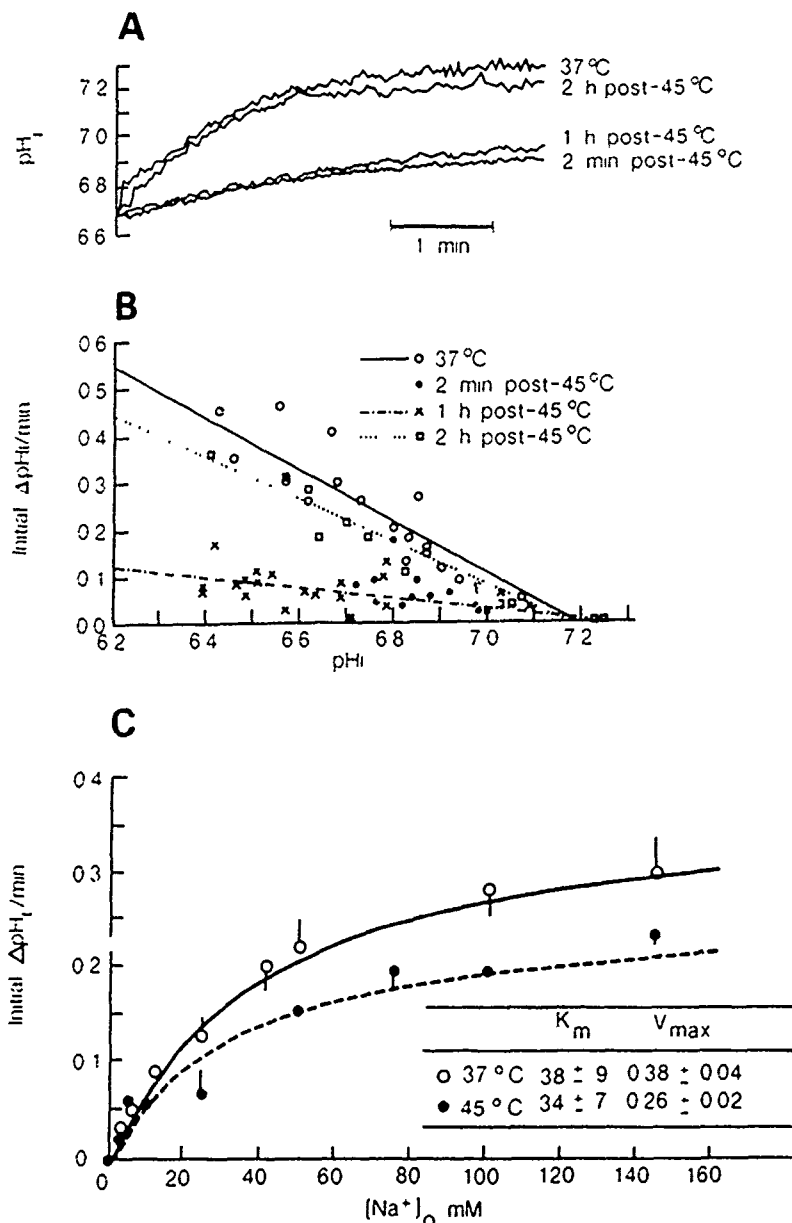 A
72
70
68
66
pHi
37 °C
2 h post-45 °C
1 h post-45 °C
2 min post-45 °C
1 min
B
06
05
04
03
02
01
00
Initial ΔpHi/min
37 °C
2 min post-45 °C
1 h post-45 °C
2 h post-45 °C
62 64 66 68 70 72
pHi
C
04
03
02
01
0
Initial ΔpHi/min
Km Vmax
37 °C 38 ± 9 038 ± 004
45 °C 34 ± 7 026 ± 002
0 20 40 60 80 100 120 140 160
[Na+]o mM